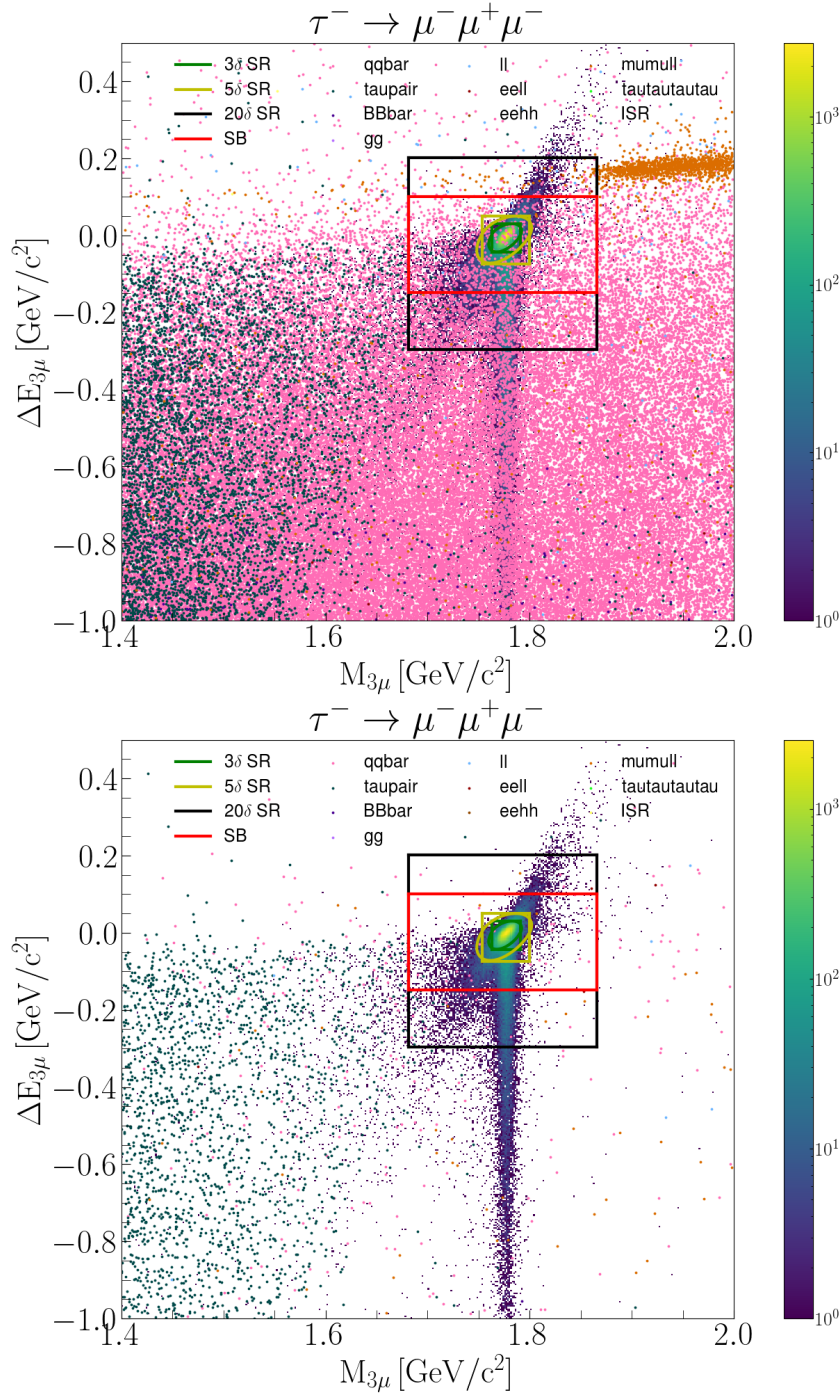 τ⁻ → μ⁻μ⁺μ⁻
3δ SR qqbar ll mumull
5δ SR taupair eell tautautautau
20δ SR BBbar eehh ISR
SB gg
0.4
0.2
0.0
−0.2
−0.4
−0.6
−0.8
−1.0
ΔE₃μ [GeV/c²]
1.4 1.6 1.8 2.0
M₃μ [GeV/c²]
10³
10²
10¹
10⁰
τ⁻ → μ⁻μ⁺μ⁻
3δ SR qqbar ll mumull
5δ SR taupair eell tautautautau
20δ SR BBbar eehh ISR
SB gg
0.4
0.2
0.0
−0.2
−0.4
−0.6
−0.8
−1.0
ΔE₃μ [GeV/c²]
1.4 1.6 1.8 2.0
M₃μ [GeV/c²]
10³
10²
10¹
10⁰